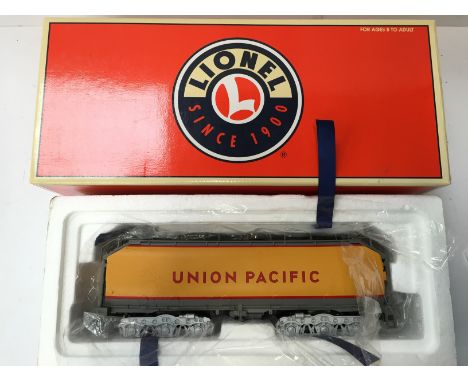 FOR AGES 8 TO ADULT
LIONEL
L
SINCE 1900
®
UNION PACIFIC